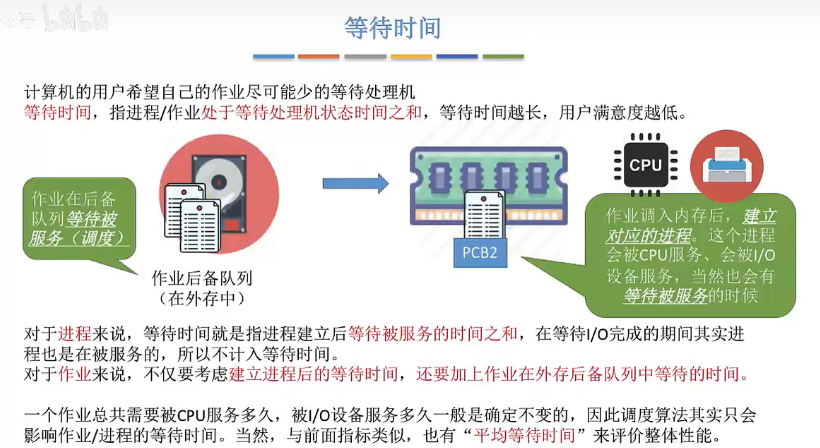 等待时间
计算机的用户希望自己的作业尽可能少的等待处理机
等待时间，指进程/作业处于等待处理机状态时间之和，等待时间越长，用户满意度越低。
作业在后备
队列等待被
服务（调度）
作业后备队列
（在外存中）
PCB2
CPU
作业调入内存后，建立
对应的进程。这个进程
会被CPU服务、会被I/O
设备服务，当然也会有
等待被服务的时候
对于进程来说，等待时间就是指进程建立后等待被服务的时间之和，在等待I/O完成的期间其实进
程也是在被服务的，所以不计入等待时间。
对于作业来说，不仅要考虑建立进程后的等待时间，还要加上作业在外存后备队列中等待的时间。
一个作业总共需要被CPU服务多久，被I/O设备服务多久一般是确定不变的，因此调度算法其实只会
影响作业/进程的等待时间。当然，与前面指标类似，也有“平均等待时间”来评价整体性能。